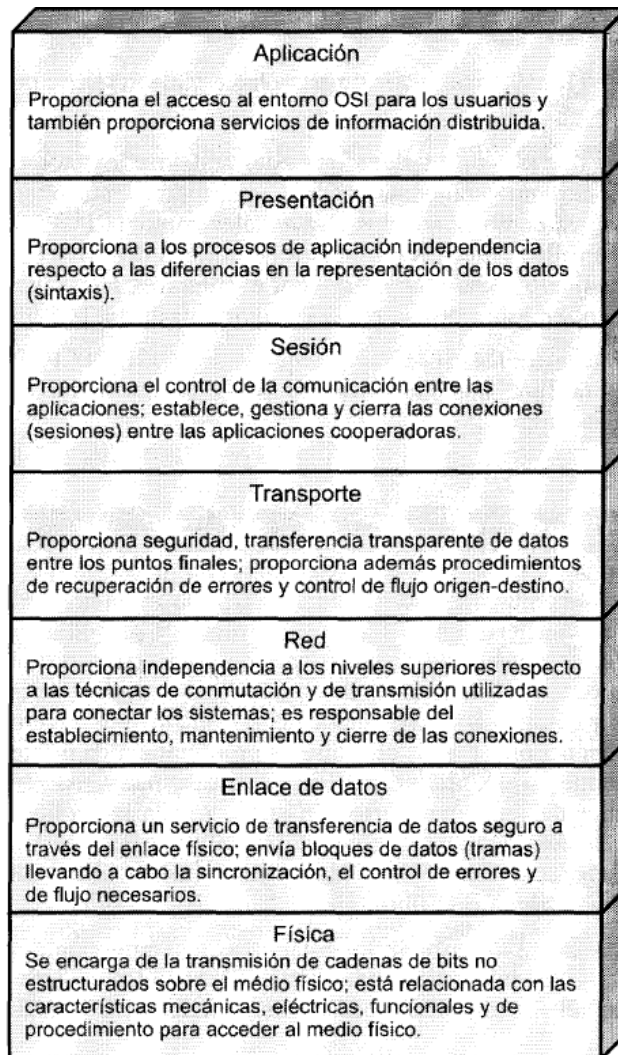 Aplicación
Proporciona el acceso al entorno OSI para los usuarios y
también proporciona servicios de información distribuida.
Presentación
Proporciona a los procesos de aplicación independencia
respecto a las diferencias en la representación de los datos
(sintaxis).
Sesión
Proporciona el control de la comunicación entre las
aplicaciones; establece, gestiona y cierra las conexiones
(sesiones) entre las aplicaciones cooperadoras.
Transporte
Proporciona seguridad, transferencia transparente de datos
entre los puntos finales; proporciona además procedimientos
de recuperación de errores y control de flujo origen-destino.
Red
Proporciona independencia a los niveles superiores respecto
a las técnicas de conmutación y de transmisión utilizadas
para conectar los sistemas; es responsable del
establecimiento, mantenimiento y cierre de las conexiones.
Enlace de datos
Proporciona un servicio de transferencia de datos seguro a
través del enlace físico; envía bloques de datos (tramas)
llevando a cabo la sincronización, el control de errores y
de flujo necesarios.
Física
Se encarga de la transmisión de cadenas de bits no
estructurados sobre el médio físico; está relacionada con las
características mecánicas, eléctricas, funcionales y de
procedimiento para acceder al medio físico.